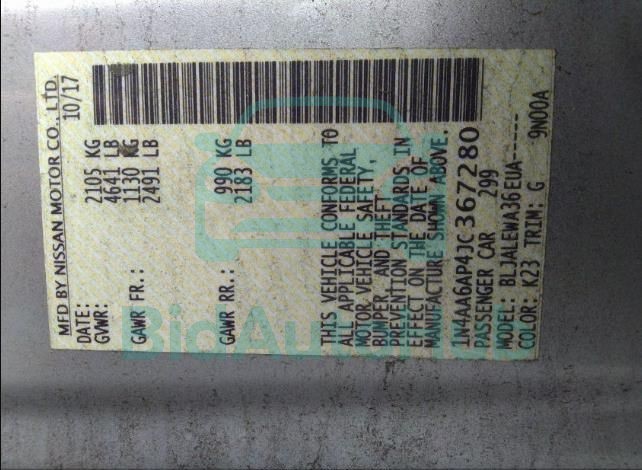 MFD BY NISSAN MOTOR CO., LTD.
DATE: 10/17
GVWR: 2105 KG
4641 LB
GAWR FR.: 1130 KG
2491 LB
GAWR RR.: 990 KG
2183 LB
THIS VEHICLE CONFORMS TO
ALL APPLICABLE FEDERAL
MOTOR VEHICLE SAFETY,
BUMPER, AND THEFT
PREVENTION STANDARDS IN
EFFECT ON THE DATE OF
MANUFACTURE SHOWN ABOVE.
1N4AA6AP4JC367280
PASSENGER CAR 299
MODEL: BLJALEWA36EUA-----
COLOR: K23 TRIM: G 9N00A